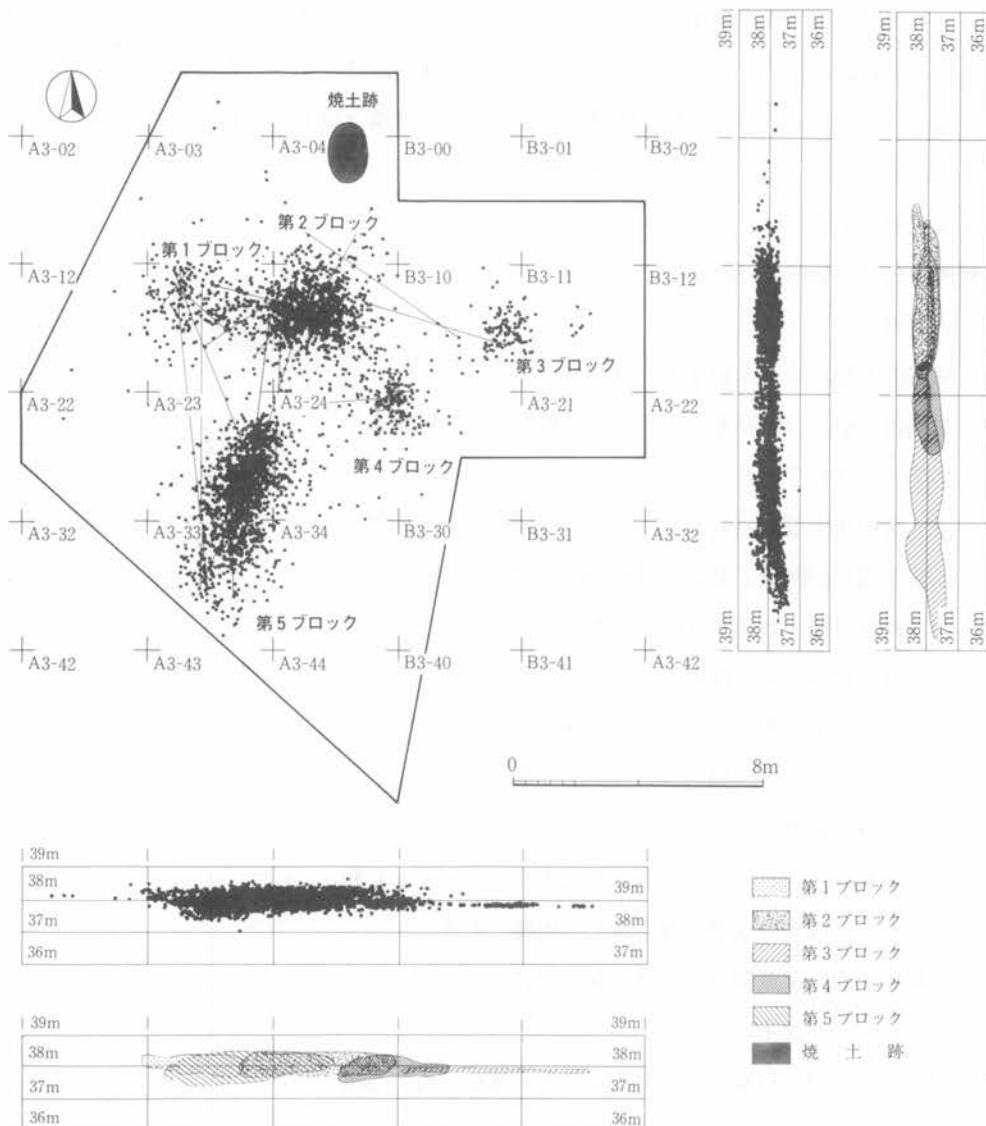 焼土跡
A3-02
A3-03
A3-04
B3-00
B3-01
B3-02
第2ブロック
第1ブロック
A3-12
B3-10
B3-11
B3-12
第3ブロック
A3-22
A3-23
A3-24
A3-21
A3-22
第4ブロック
A3-32
A3-33
A3-34
B3-30
B3-31
A3-32
第5ブロック
A3-42
A3-43
A3-44
B3-40
B3-41
A3-42
0
8m
39m
38m
37m
36m
39m
38m
37m
36m
39m
38m
37m
36m
39m
38m
37m
36m
39m
38m
39m
37m
38m
36m
37m
39m
39m
38m
38m
37m
37m
36m
36m
第1ブロック
第2ブロック
第3ブロック
第4ブロック
第5ブロック
焼土跡